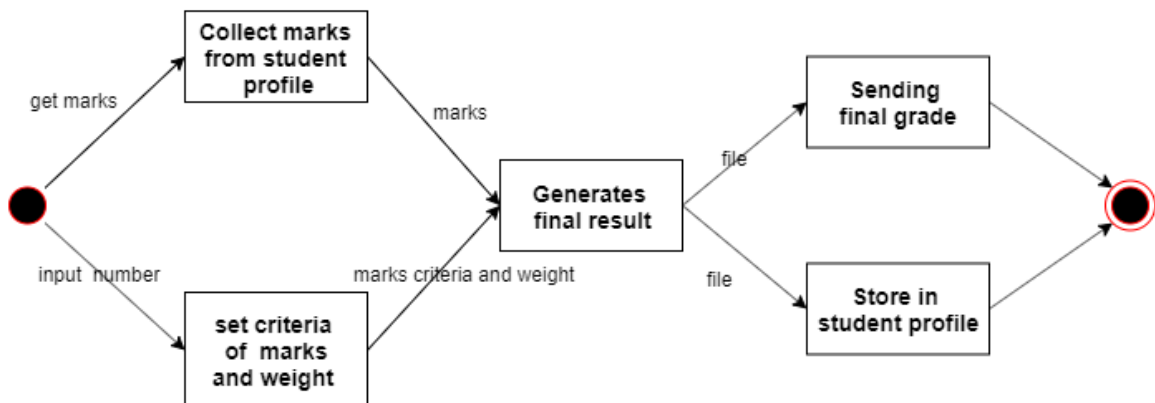 Collect marks
from student
profile
get marks
marks
Sending
final grade
file
Generates
final result
input number
marks criteria and weight
file
set criteria
of marks
and weight
Store in
student profile